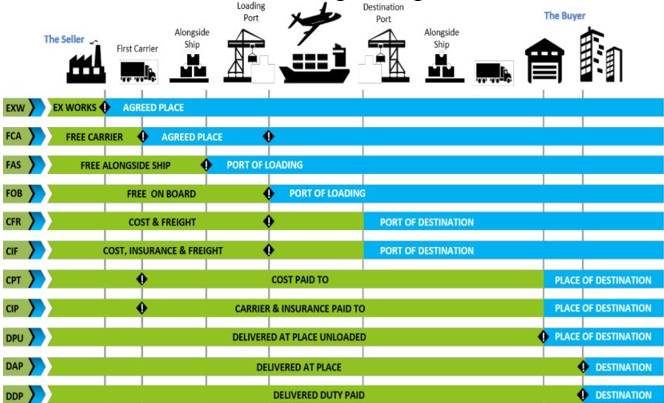 Loading
Port
Destination
Port
The Buyer
The Seller
Alongside
Ship
Alongside
Ship
First Carrier
EXW EX WORKS ! AGREED PLACE
FCA FREE CARRIER ! AGREED PLACE !
FAS FREE ALONGSIDE SHIP ! PORT OF LOADING
FOB FREE ON BOARD ! PORT OF LOADING
CFR COST & FREIGHT ! PORT OF DESTINATION
CIF COST, INSURANCE & FREIGHT ! PORT OF DESTINATION
CPT ! COST PAID TO PLACE OF DESTINATION
CIP ! CARRIER & INSURANCE PAID TO PLACE OF DESTINATION
DPU DELIVERED AT PLACE UNLOADED ! PLACE OF DESTINATION
DAP DELIVERED AT PLACE ! DESTINATION
DDP DELIVERED DUTY PAID ! DESTINATION